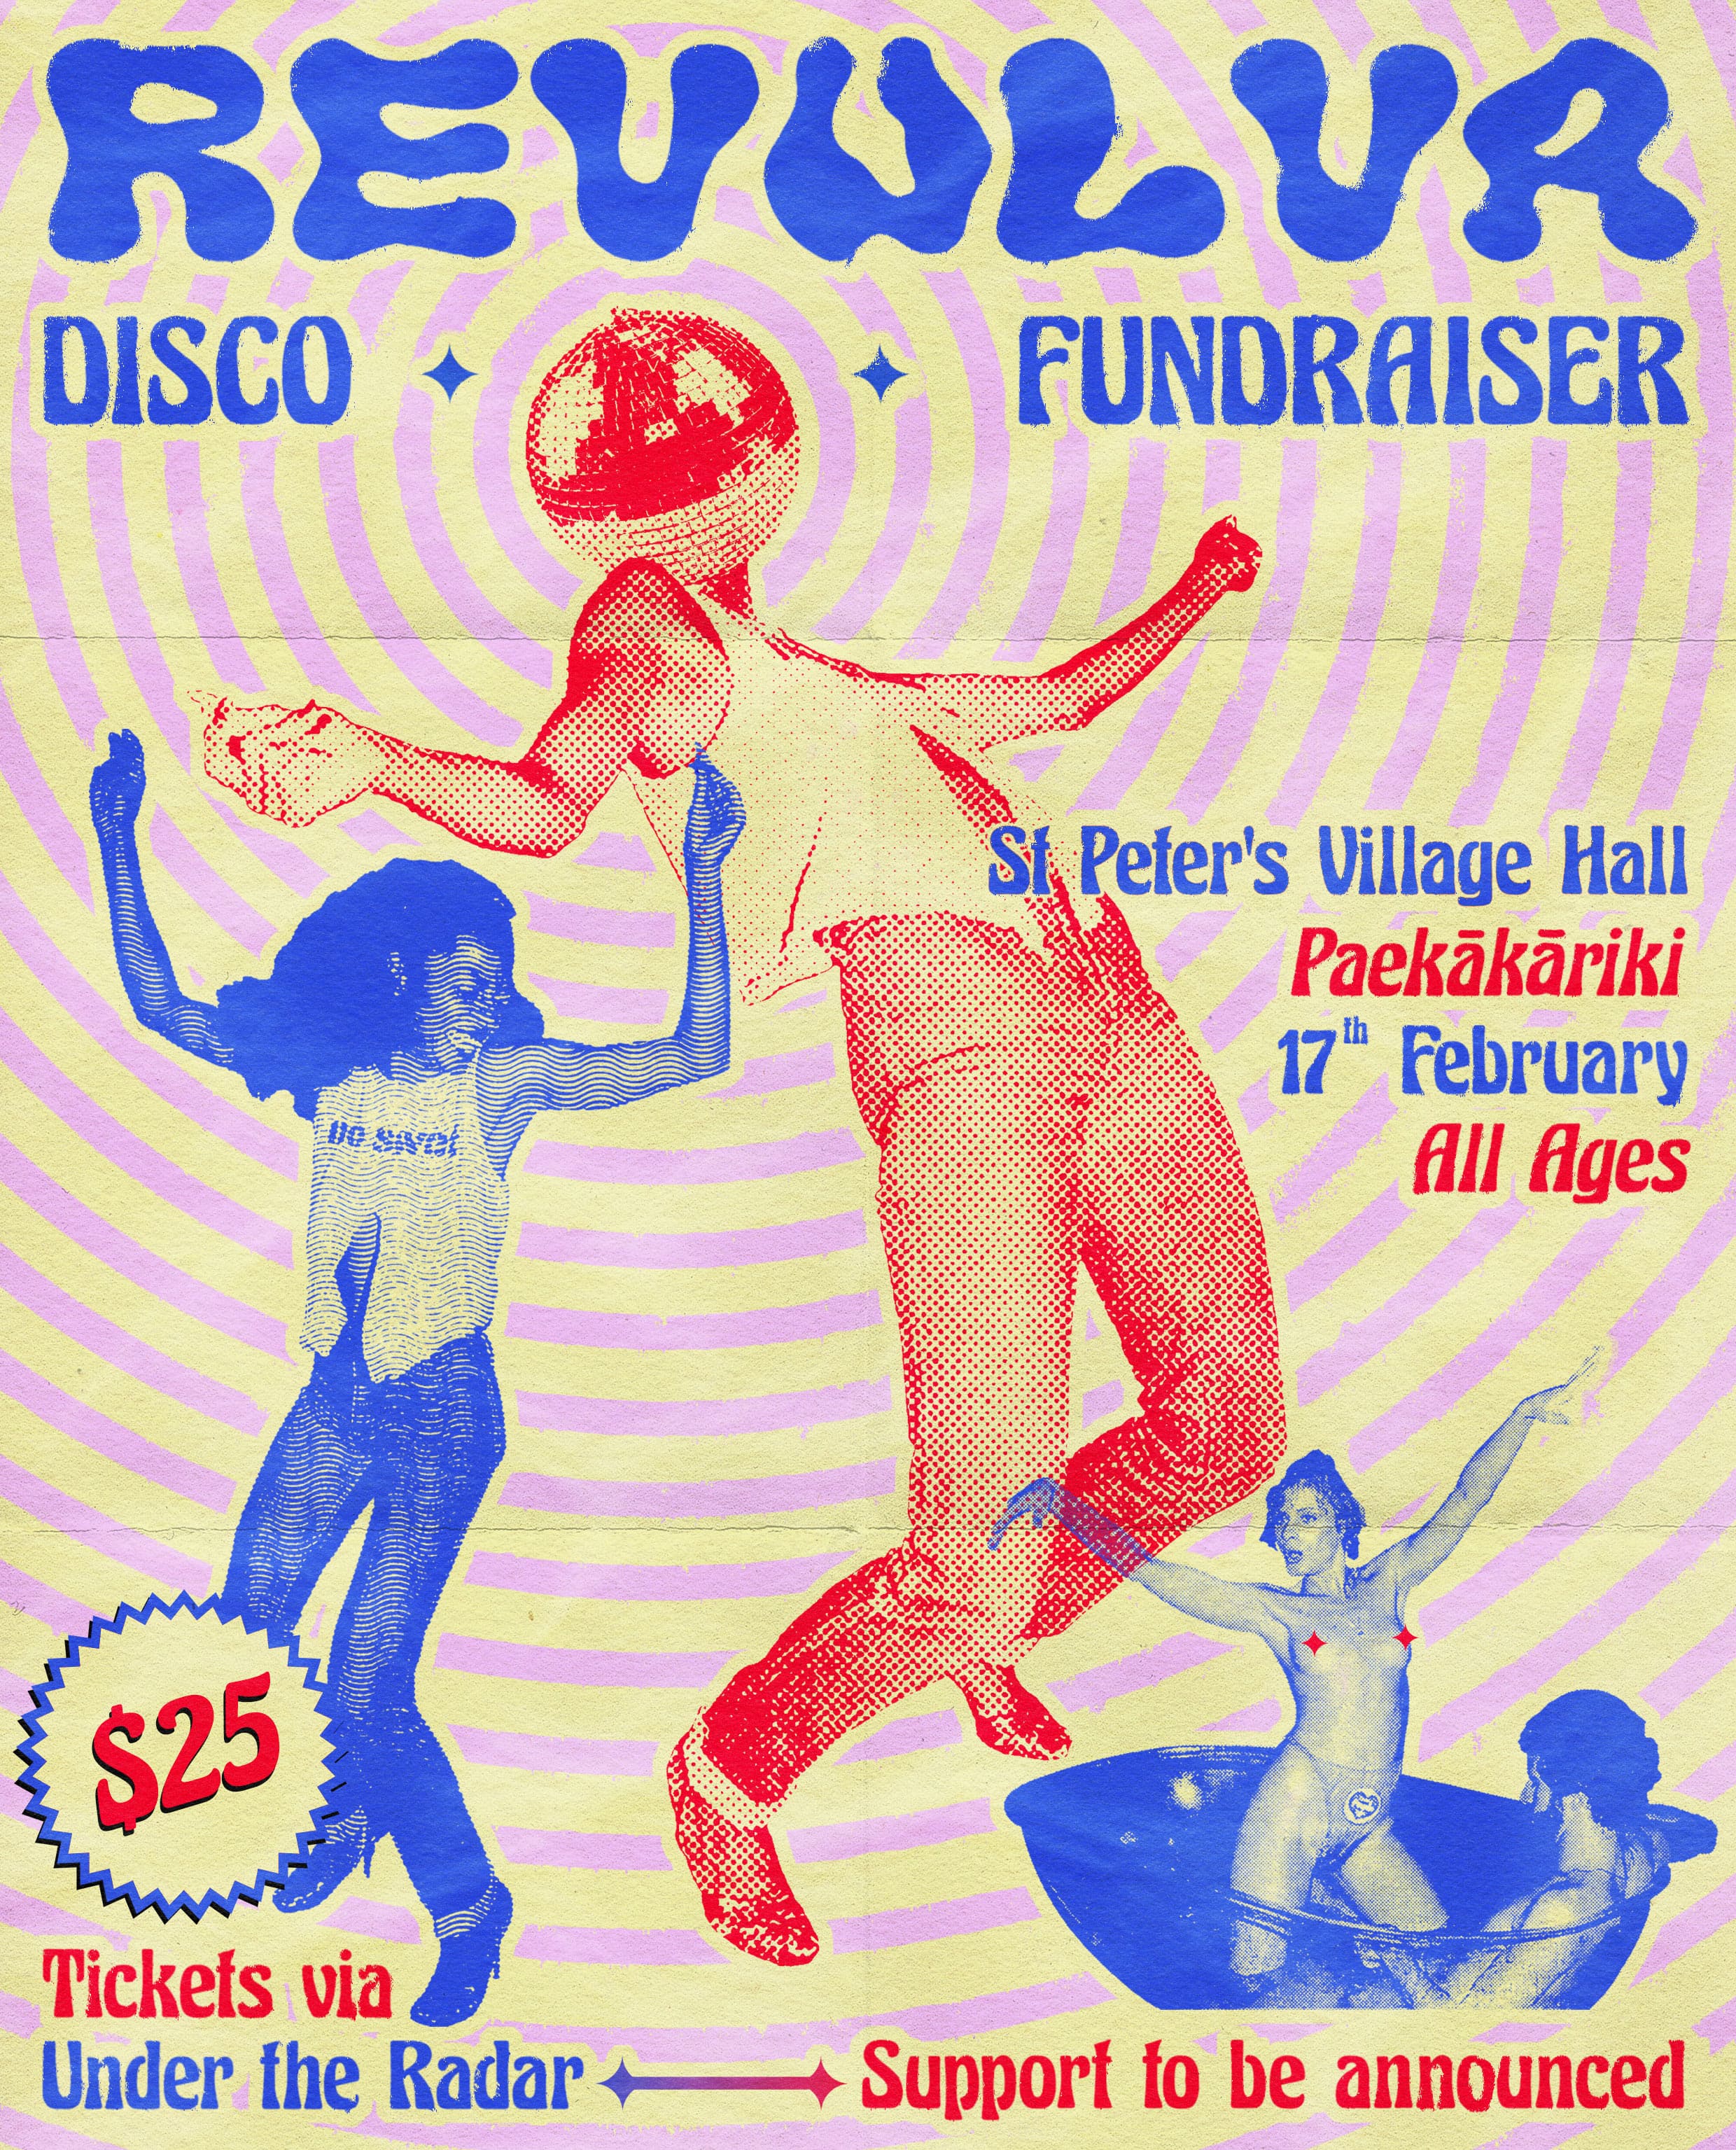 REVOLVA
DISCO
FUNDRAISER
St Peter's Village Hall
Paekākāriki
17th February
All Ages
$25
Tickets via
Under the Radar
Support to be announced